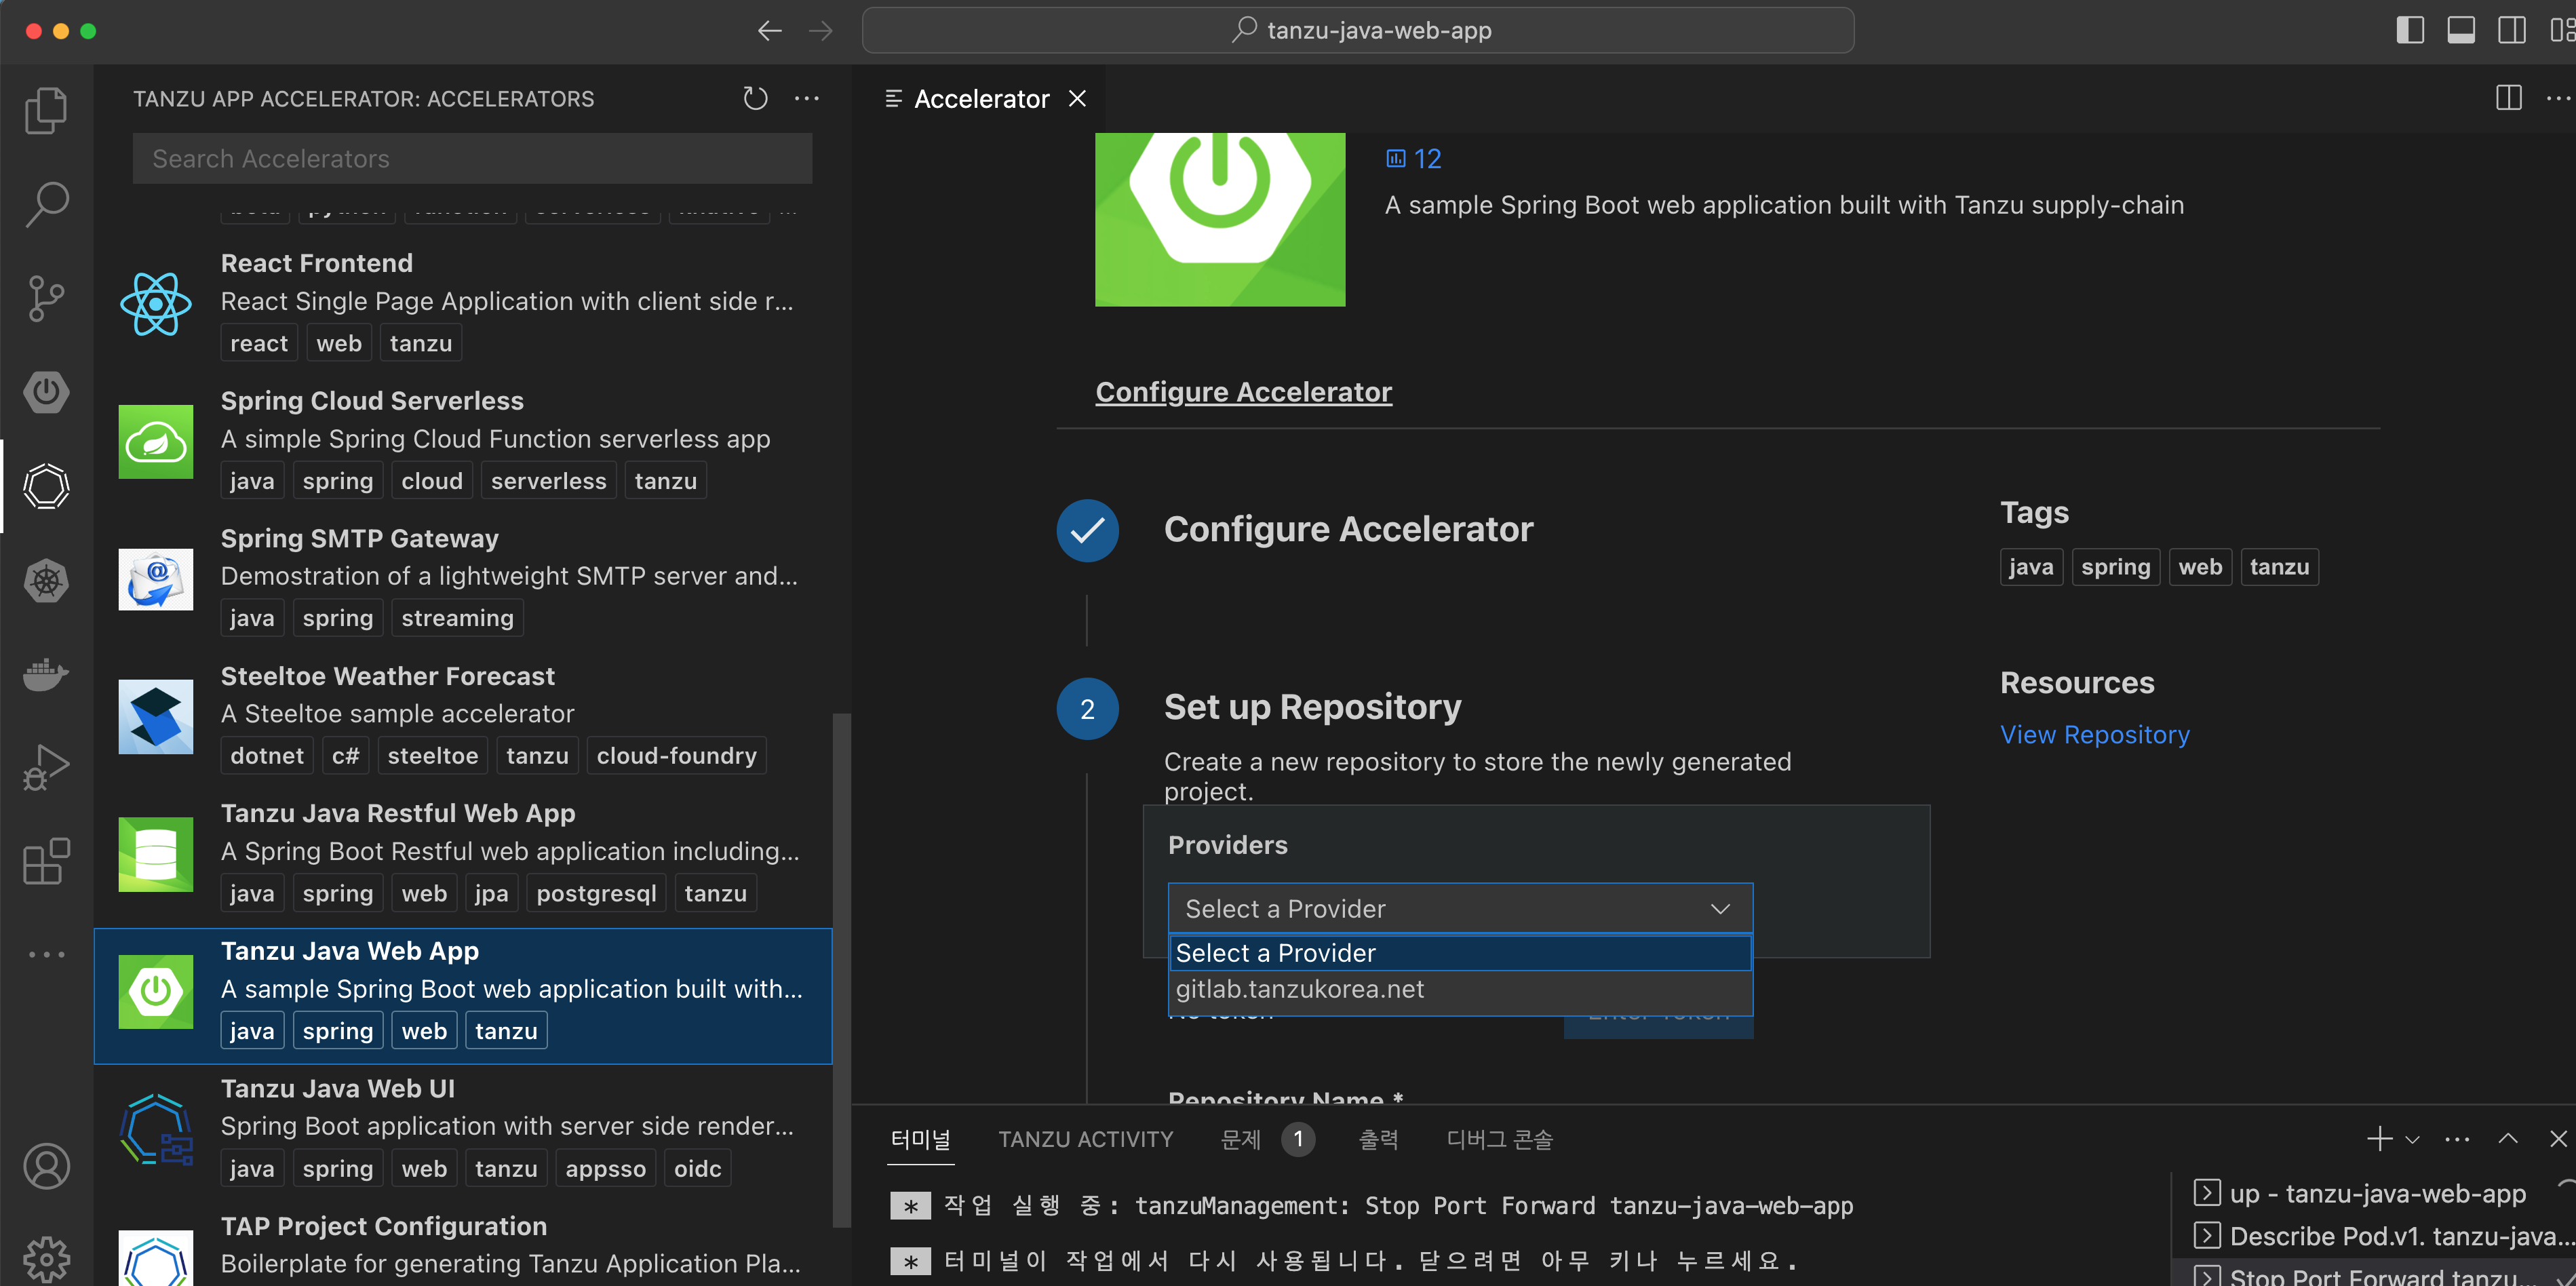 tanzu-java-web-app
TANZU APP ACCELERATOR: ACCELERATORS
Search Accelerators
React Frontend
React Single Page Application with client side r...
react web tanzu
Spring Cloud Serverless
A simple Spring Cloud Function serverless app
java spring cloud serverless tanzu
Spring SMTP Gateway
Demostration of a lightweight SMTP server and...
java spring streaming
Steeltoe Weather Forecast
A Steeltoe sample accelerator
dotnet c# steeltoe tanzu cloud-foundry
Tanzu Java Restful Web App
A Spring Boot Restful web application including...
java spring web jpa postgresql tanzu
Tanzu Java Web App
A sample Spring Boot web application built with...
java spring web tanzu
Tanzu Java Web UI
Spring Boot application with server side render...
java spring web tanzu appsso oidc
TAP Project Configuration
Boilerplate for generating Tanzu Application Pla...
Accelerator
12
A sample Spring Boot web application built with Tanzu supply-chain
Configure Accelerator
Configure Accelerator
2
Set up Repository
Create a new repository to store the newly generated
project.
Providers
Select a Provider
Select a Provider
gitlab.tanzukorea.net
Repository Name *
Tags
java spring web tanzu
Resources
View Repository
터미널 TANZU ACTIVITY 문제 1 출력 디버그 콘솔
* 작업 실행 중: tanzuManagement: Stop Port Forward tanzu-java-web-app
* 터미널이 작업에서 다시 사용됩니다. 닫으려면 아무 키나 누르세요.
up - tanzu-java-web-app
Describe Pod.v1. tanzu-java...
Stop Port Forward tanzu...